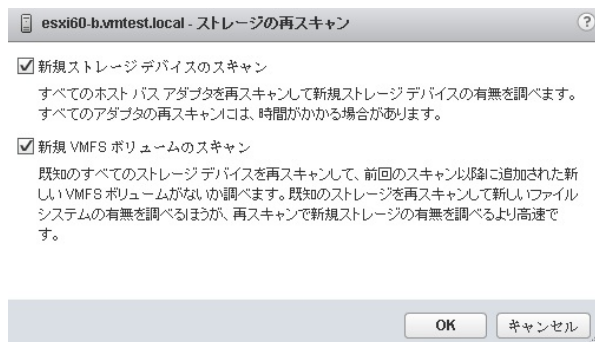 esxi60-b.vmtest.local - ストレージの再スキャン
?
新規ストレージ デバイスのスキャン
すべてのホスト バス アダプタを再スキャンして新規ストレージ デバイスの有無を調べます。
すべてのアダプタの再スキャンには、時間がかかる場合があります。
新規 VMFS ボリュームのスキャン
既知のすべてのストレージ デバイスを再スキャンして、前回のスキャン以降に追加された新
しい VMFS ボリュームがないか調べます。既知のストレージを再スキャンして新しいファイル
システムの有無を調べるほうが、再スキャンで新規ストレージの有無を調べるより高速で
す。
OK
キャンセル